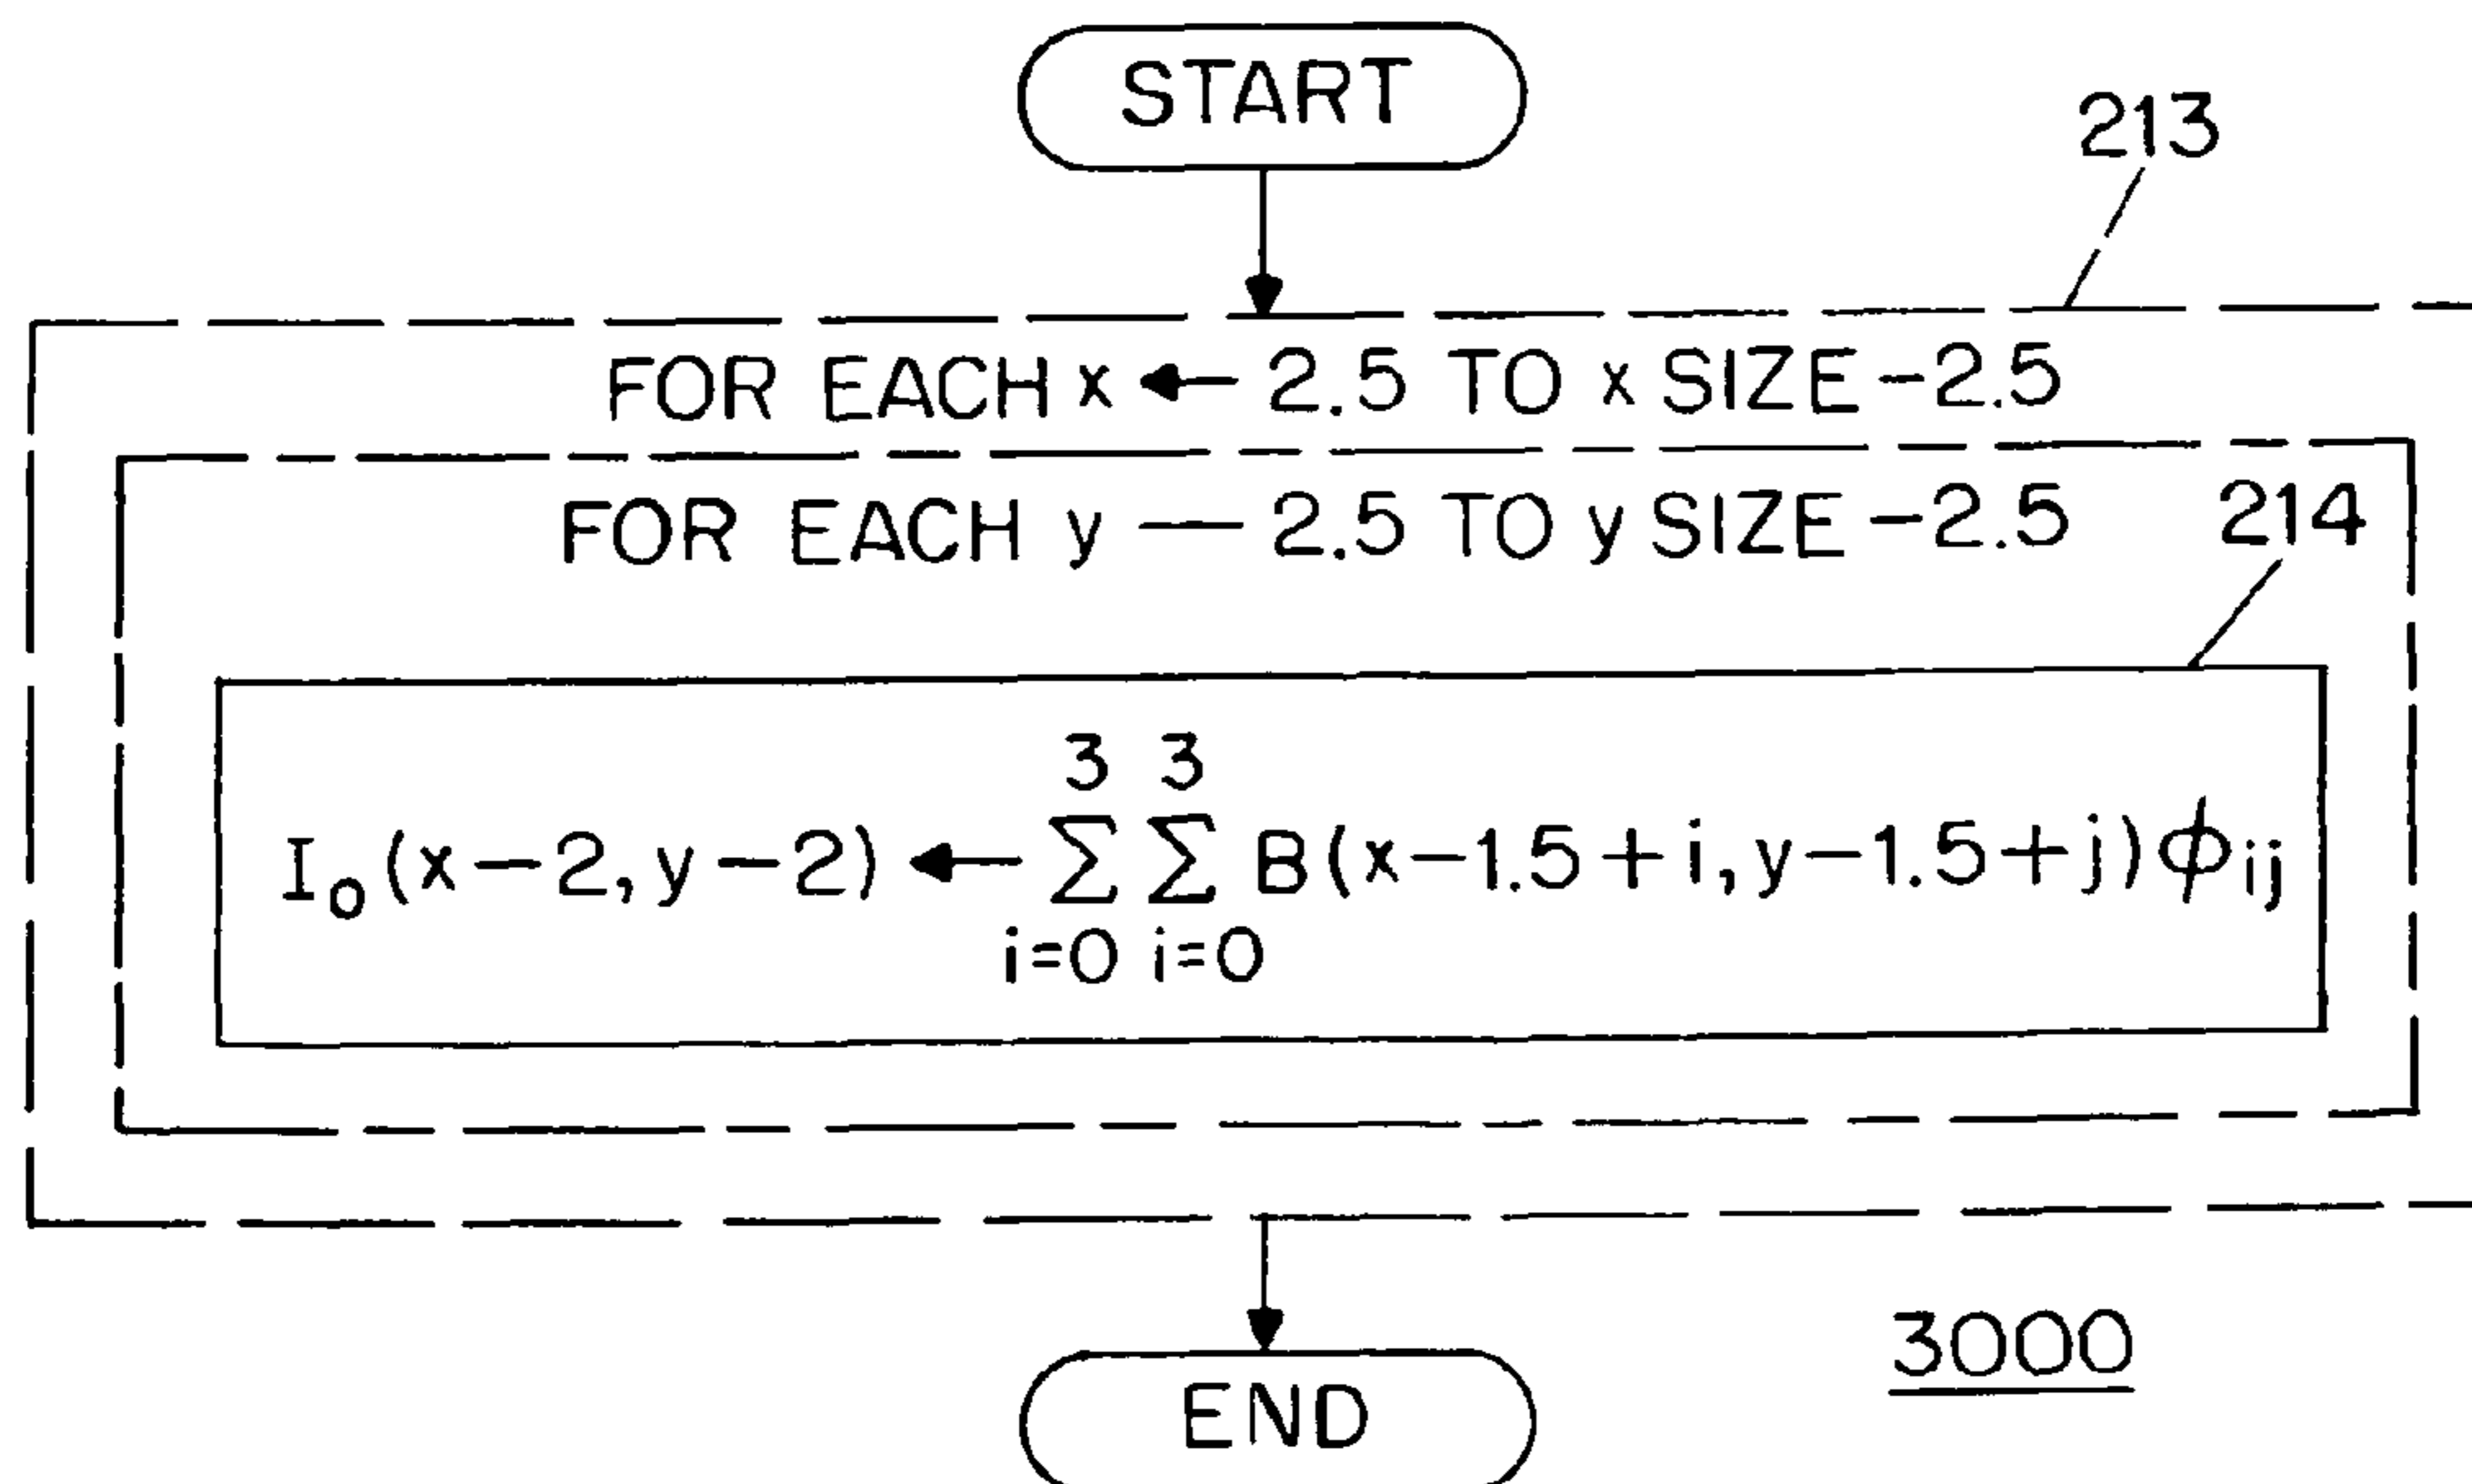 START
213
FOR EACH x ← 2.5 TO x SIZE -2.5
FOR EACH y — 2.5 TO y SIZE -2.5
214
3 3
I₀(x-2, y-2) ← Σ Σ B(x-1.5+i, y-1.5+j)ϕij
i=0 i=0
END
3000